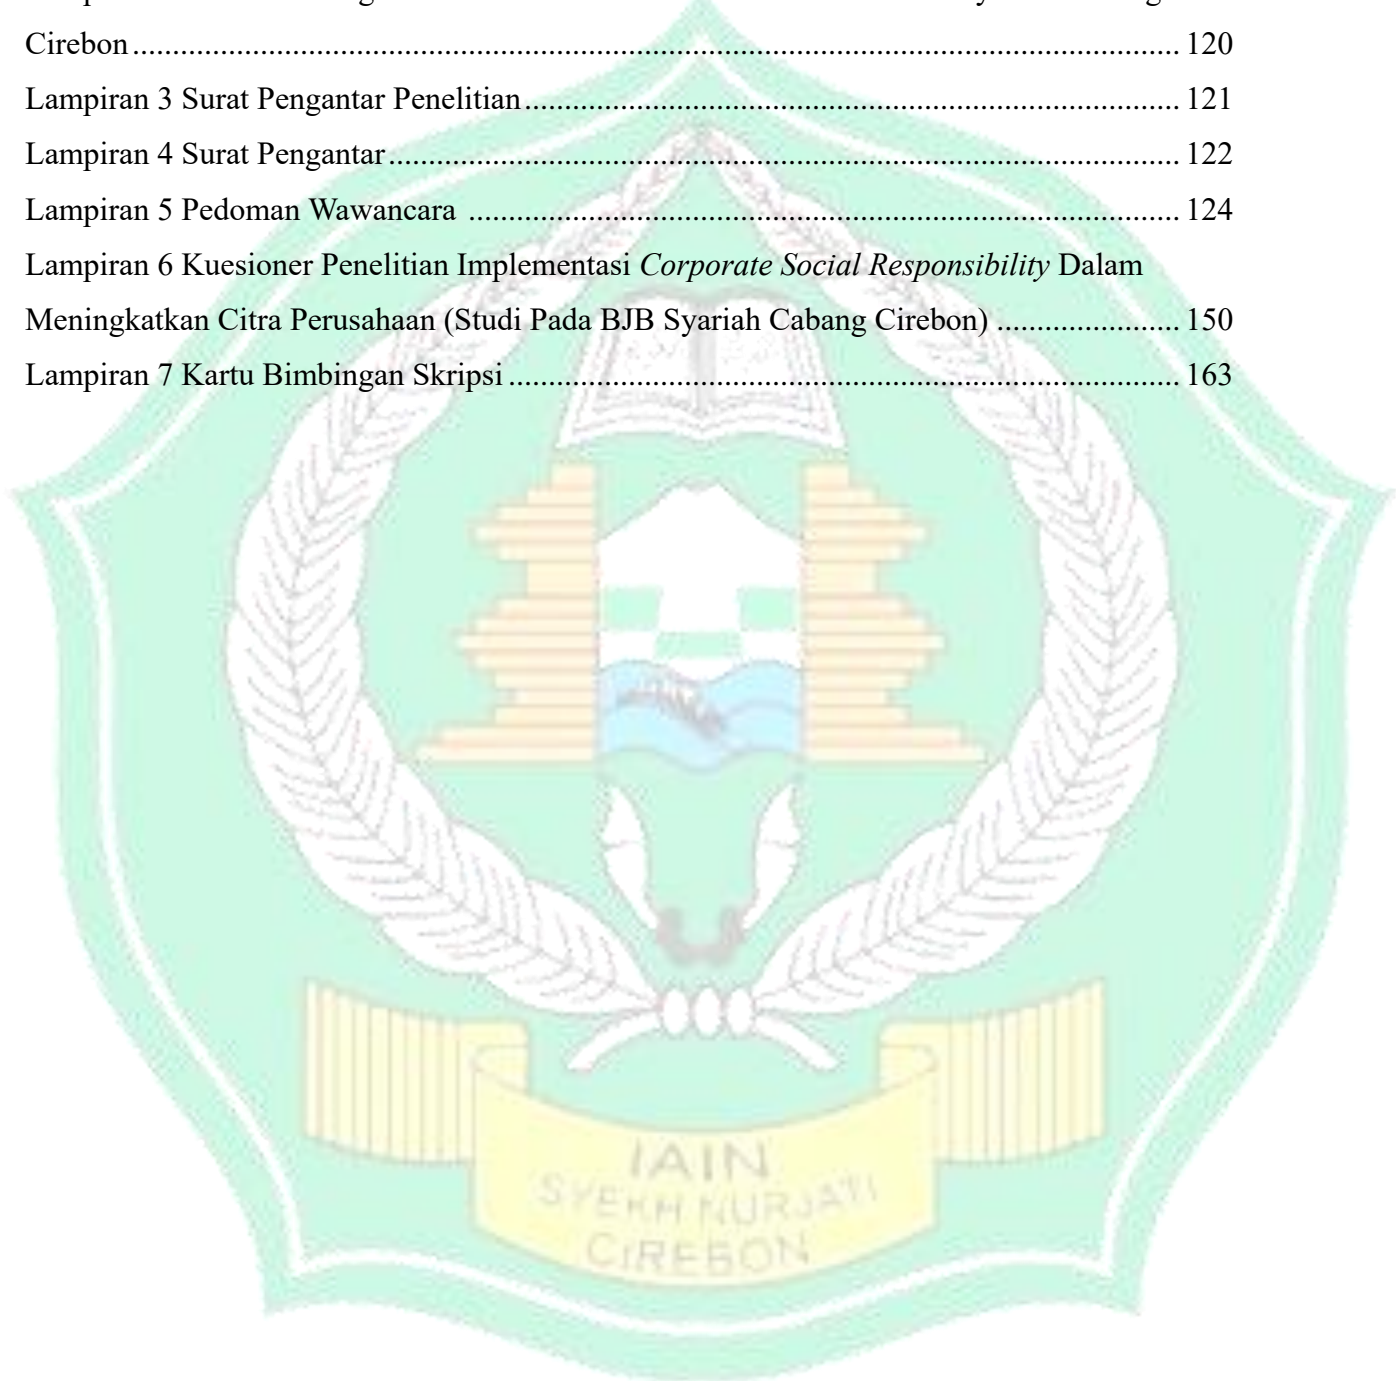 Cirebon........................................................................................................................ 120
Lampiran 3 Surat Pengantar Penelitian........................................................................... 121
Lampiran 4 Surat Pengantar........................................................................................... 122
Lampiran 5 Pedoman Wawancara .................................................................................. 124
Lampiran 6 Kuesioner Penelitian Implementasi Corporate Social Responsibility Dalam
Meningkatkan Citra Perusahaan (Studi Pada BJB Syariah Cabang Cirebon) ..................... 150
Lampiran 7 Kartu Bimbingan Skripsi............................................................................. 163
IAIN
SYEKH NURJATI
CIREBON